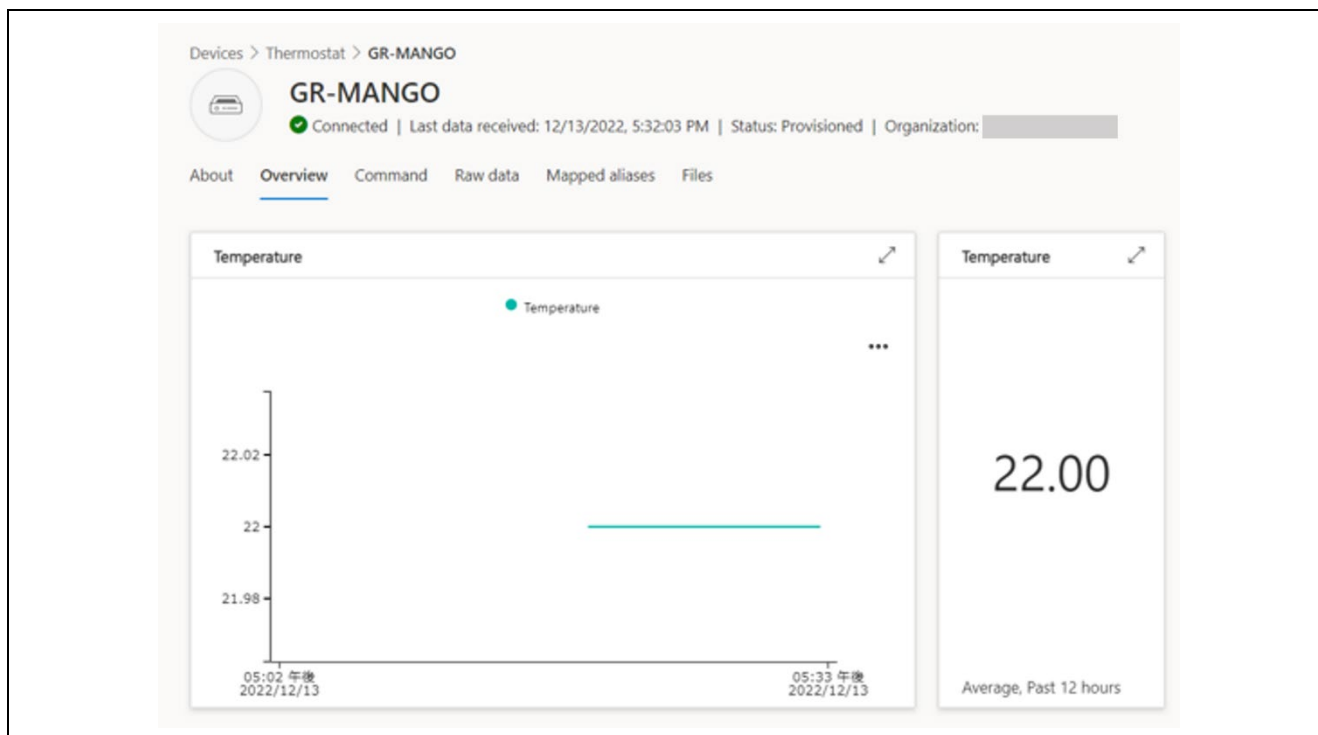 Devices > Thermostat > GR-MANGO
GR-MANGO
Connected | Last data received: 12/13/2022, 5:32:03 PM | Status: Provisioned | Organization:
About Overview Command Raw data Mapped aliases Files
Temperature
Temperature
22.02
22
21.98
05:02 午後
2022/12/13
05:33 午後
2022/12/13
Temperature
22.00
Average, Past 12 hours